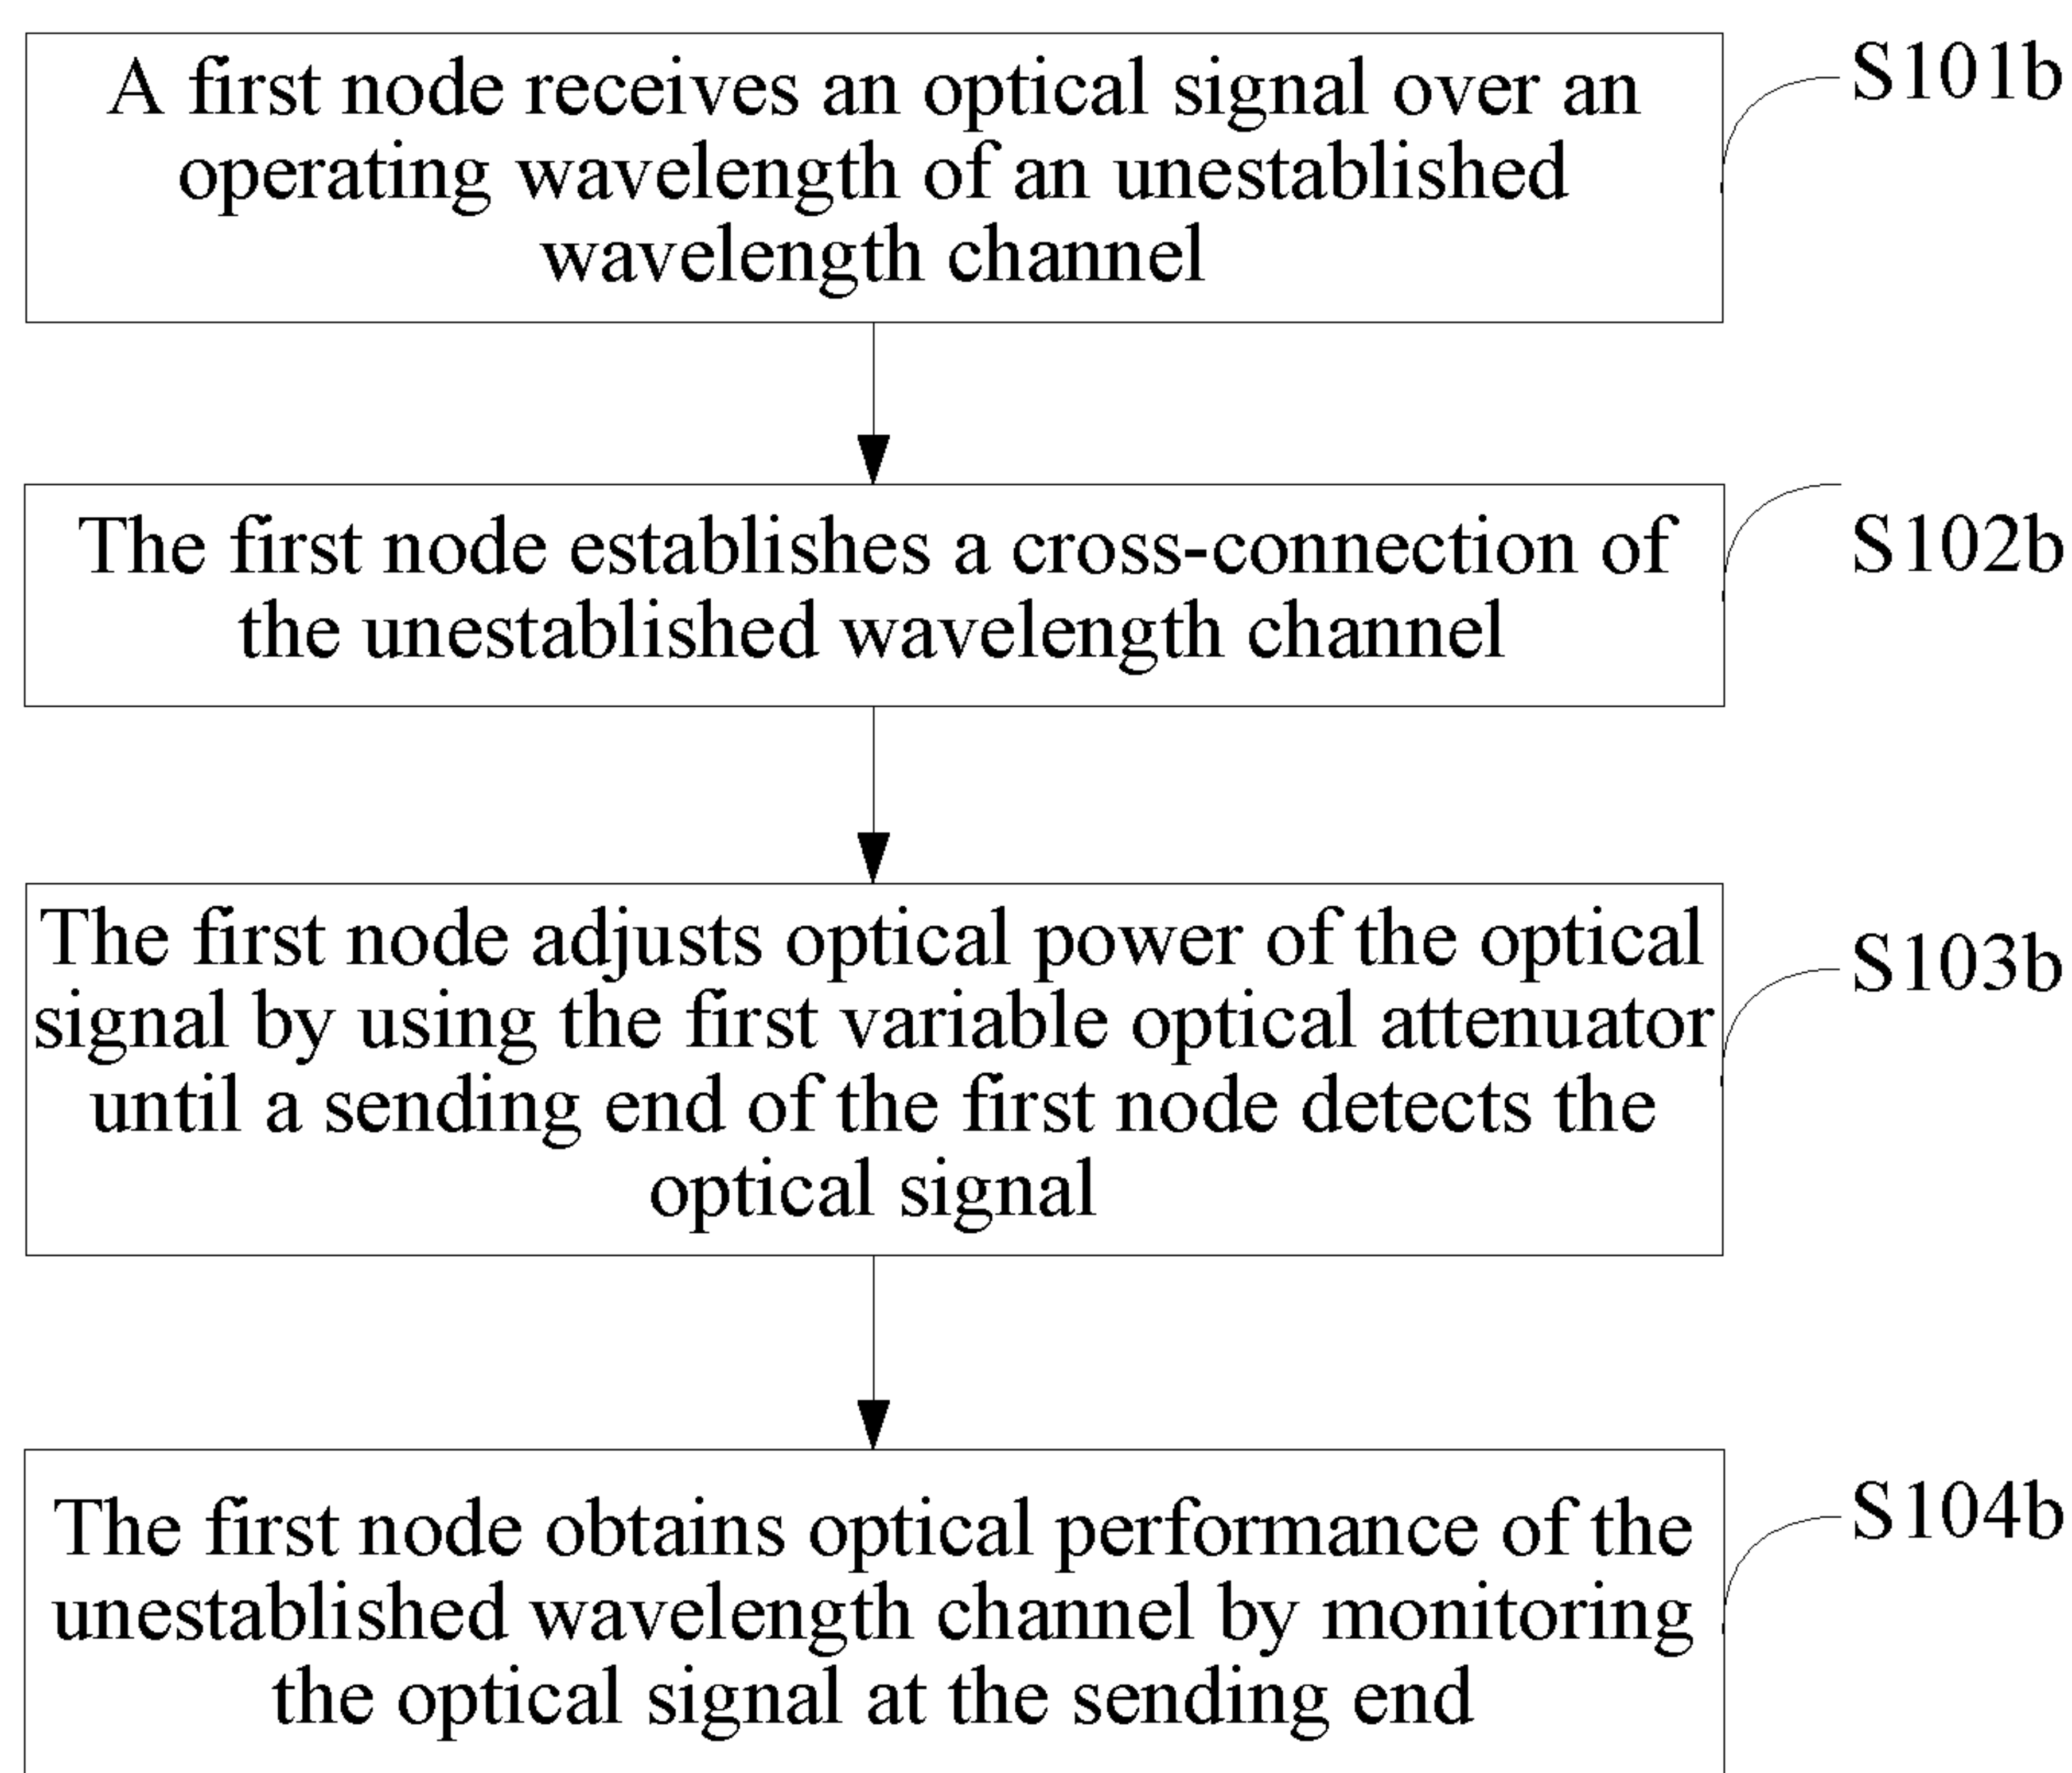 A first node receives an optical signal over an
operating wavelength of an unestablished
wavelength channel
S101b
The first node establishes a cross-connection of
the unestablished wavelength channel
S102b
The first node adjusts optical power of the optical
signal by using the first variable optical attenuator
until a sending end of the first node detects the
optical signal
S103b
The first node obtains optical performance of the
unestablished wavelength channel by monitoring
the optical signal at the sending end
S104b